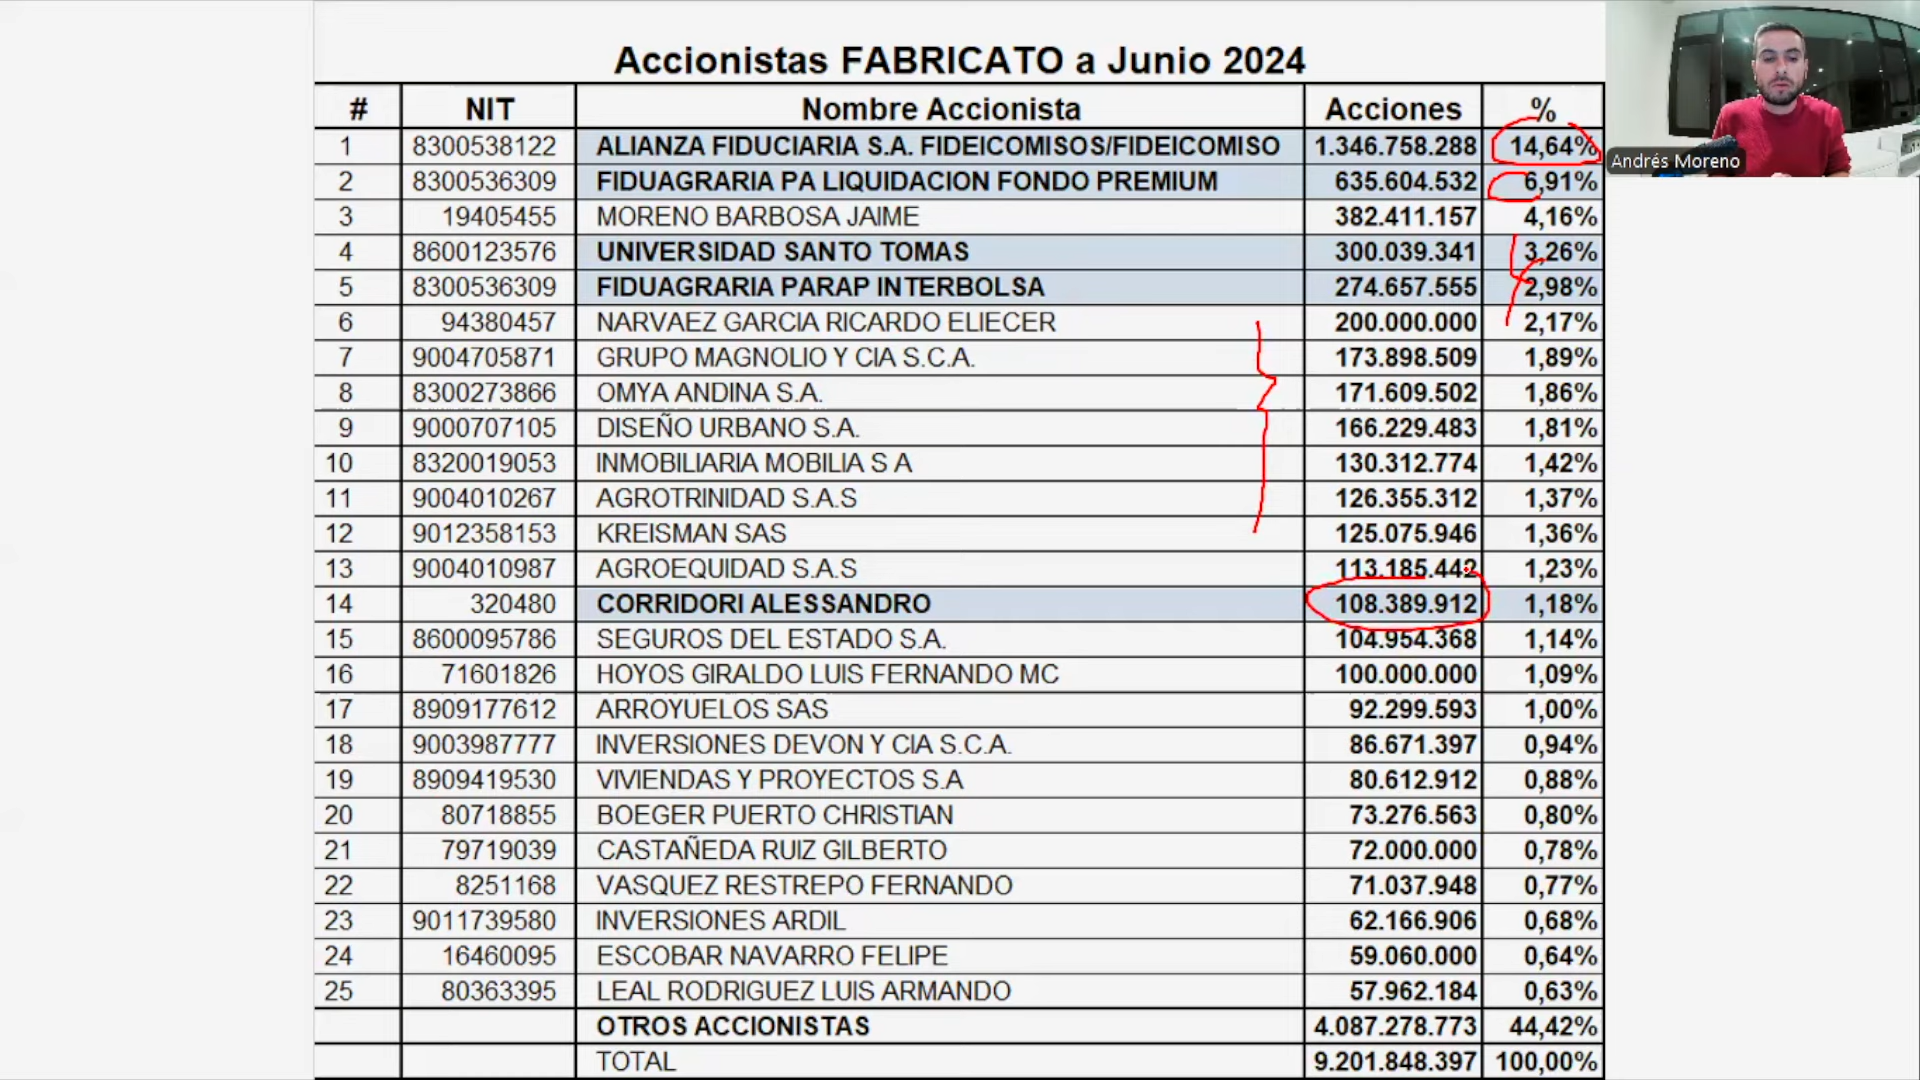 Accionistas FABRICATO a Junio 2024
# NIT Nombre Accionista Acciones %
1 8300538122 ALIANZA FIDUCIARIA S.A. FIDEICOMISOS/FIDEICOMISO 1.346.758.288 14,64%
Andrés Moreno
2 8300536309 FIDUAGRARIA PA LIQUIDACION FONDO PREMIUM 635.604.532 6,91%
3 19405455 MORENO BARBOSA JAIME 382.411.157 4,16%
4 8600123576 UNIVERSIDAD SANTO TOMAS 300.039.341 3,26%
5 8300536309 FIDUAGRARIA PARAP INTERBOLSA 274.657.555 2,98%
6 94380457 NARVAEZ GARCIA RICARDO ELIECER 200.000.000 2,17%
7 9004705871 GRUPO MAGNOLIO Y CIA S.C.A. 173.898.509 1,89%
8 8300273866 OMYA ANDINA S.A. 171.609.502 1,86%
9 9000707105 DISEÑO URBANO S.A. 166.229.483 1,81%
10 8320019053 INMOBILIARIA MOBILIA S A 130.312.774 1,42%
11 9004010267 AGROTRINIDAD S.A.S 126.355.312 1,37%
12 9012358153 KREISMAN SAS 125.075.946 1,36%
13 9004010987 AGROEQUIDAD S.A.S 113.185.442 1,23%
14 320480 CORRIDORI ALESSANDRO 108.389.912 1,18%
15 8600095786 SEGUROS DEL ESTADO S.A. 104.954.368 1,14%
16 71601826 HOYOS GIRALDO LUIS FERNANDO MC 100.000.000 1,09%
17 8909177612 ARROYUELOS SAS 92.299.593 1,00%
18 9003987777 INVERSIONES DEVON Y CIA S.C.A. 86.671.397 0,94%
19 8909419530 VIVIENDAS Y PROYECTOS S.A 80.612.912 0,88%
20 80718855 BOEGER PUERTO CHRISTIAN 73.276.563 0,80%
21 79719039 CASTAÑEDA RUIZ GILBERTO 72.000.000 0,78%
22 8251168 VASQUEZ RESTREPO FERNANDO 71.037.948 0,77%
23 9011739580 INVERSIONES ARDIL 62.166.906 0,68%
24 16460095 ESCOBAR NAVARRO FELIPE 59.060.000 0,64%
25 80363395 LEAL RODRIGUEZ LUIS ARMANDO 57.962.184 0,63%
OTROS ACCIONISTAS 4.087.278.773 44,42%
TOTAL 9.201.848.397 100,00%